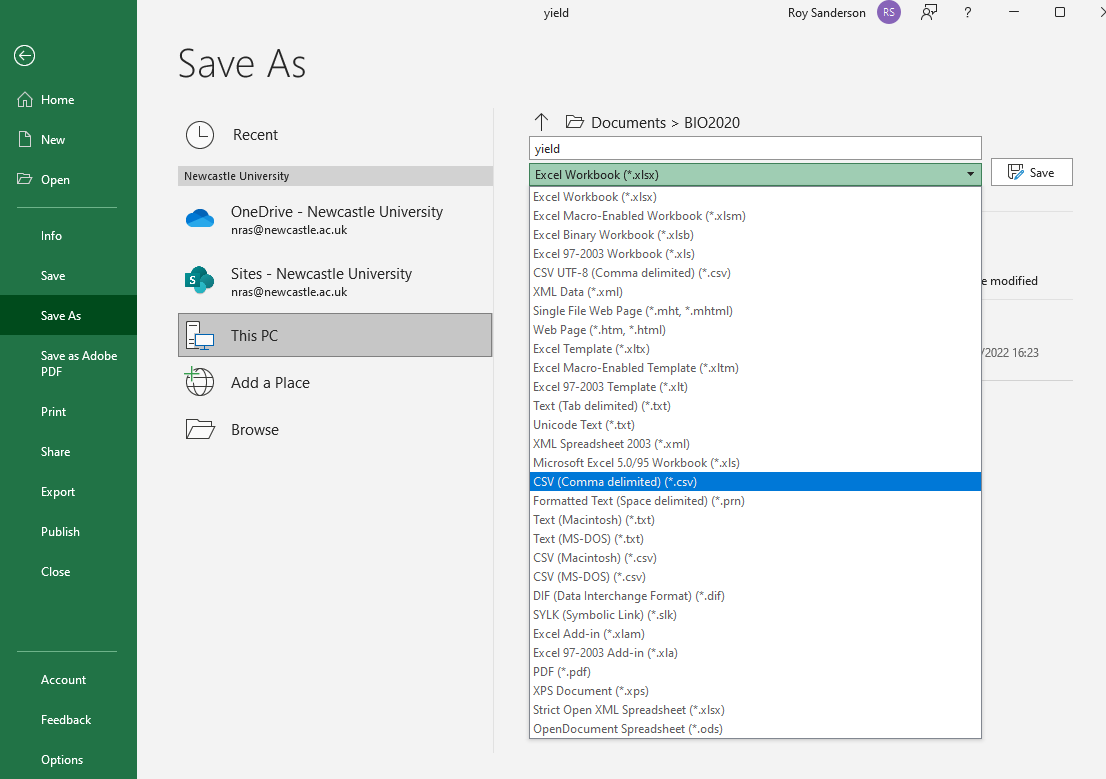 yield
Roy Sanderson
RS
?
Save As
Home
New
Open
Info
Save
Save As
Save as Adobe
PDF
Print
Share
Export
Publish
Close
Account
Feedback
Options
Recent
Newcastle University
OneDrive - Newcastle University
nras@newcastle.ac.uk
S
Sites - Newcastle University
nras@newcastle.ac.uk
This PC
Add a Place
Browse
Documents > BIO2020
yield
Excel Workbook (*.xlsx)
Save
Excel Workbook (*.xlsx)
Excel Macro-Enabled Workbook (*.xlsm)
Excel Binary Workbook (*.xlsb)
Excel 97-2003 Workbook (*.xls)
CSV UTF-8 (Comma delimited) (*.csv)
XML Data (*.xml)
Single File Web Page (*.mht, *.mhtml)
Web Page (*.htm, *.html)
Excel Template (*.xltx)
Excel Macro-Enabled Template (*.xltm)
Excel 97-2003 Template (*.xlt)
Text (Tab delimited) (*.txt)
Unicode Text (*.txt)
XML Spreadsheet 2003 (*.xml)
Microsoft Excel 5.0/95 Workbook (*.xls)
CSV (Comma delimited) (*.csv)
Formatted Text (Space delimited) (*.prn)
Text (Macintosh) (*.txt)
Text (MS-DOS) (*.txt)
CSV (Macintosh) (*.csv)
CSV (MS-DOS) (*.csv)
DIF (Data Interchange Format) (*.dif)
SYLK (Symbolic Link) (*.slk)
Excel Add-in (*.xlam)
Excel 97-2003 Add-in (*.xla)
PDF (*.pdf)
XPS Document (*.xps)
Strict Open XML Spreadsheet (*.xlsx)
OpenDocument Spreadsheet (*.ods)
e modified
/2022 16:23